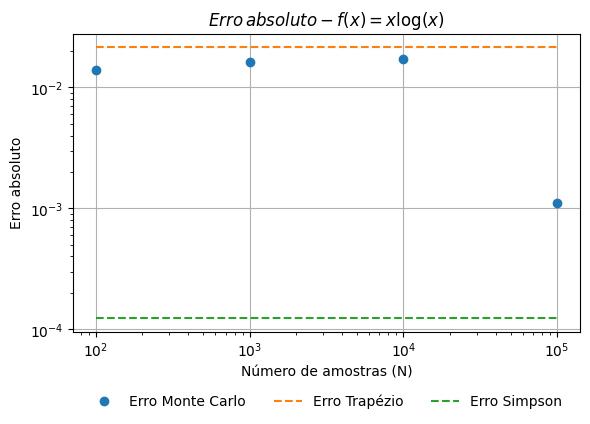 Erro absoluto − f(x) = xlog(x)
10⁻²
10⁻³
10⁻⁴
Erro absoluto
10² 10³ 10⁴ 10⁵
Número de amostras (N)
Erro Monte Carlo Erro Trapézio Erro Simpson